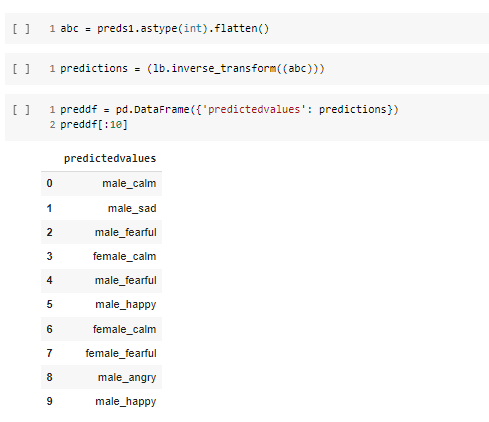 [ ] 1 abc = preds1.astype(int).flatten()
[ ] 1 predictions = (lb.inverse_transform((abc)))
[ ] 1 preddf = pd.DataFrame({'predictedvalues': predictions})
2 preddf[:10]
predictedvalues
0 male_calm
1 male_sad
2 male_fearful
3 female_calm
4 male_fearful
5 male_happy
6 female_calm
7 female_fearful
8 male_angry
9 male_happy